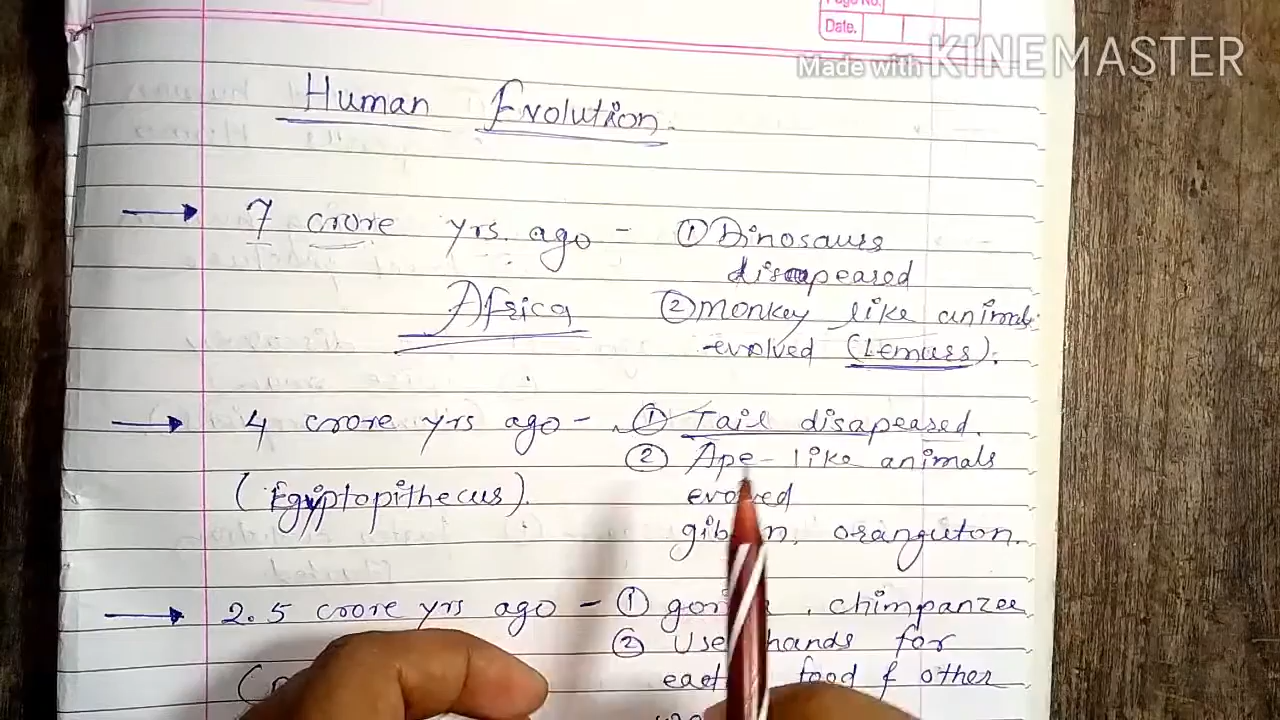 Page No.
Date.
Made with KINEMASTER
Human Evolution.
→ 7 crore yrs. ago - ① Dinosaurs
disapeared
Africa ② monkey like animals
evolved (Lemurs).
→ 4 crore yrs ago - ① Tail disapeared.
② Ape-like animals
(Egyptopithecus). evolved
oranguton.
→ 2.5 crore yrs ago - ① chimpanzee
② Use hands for
food & other